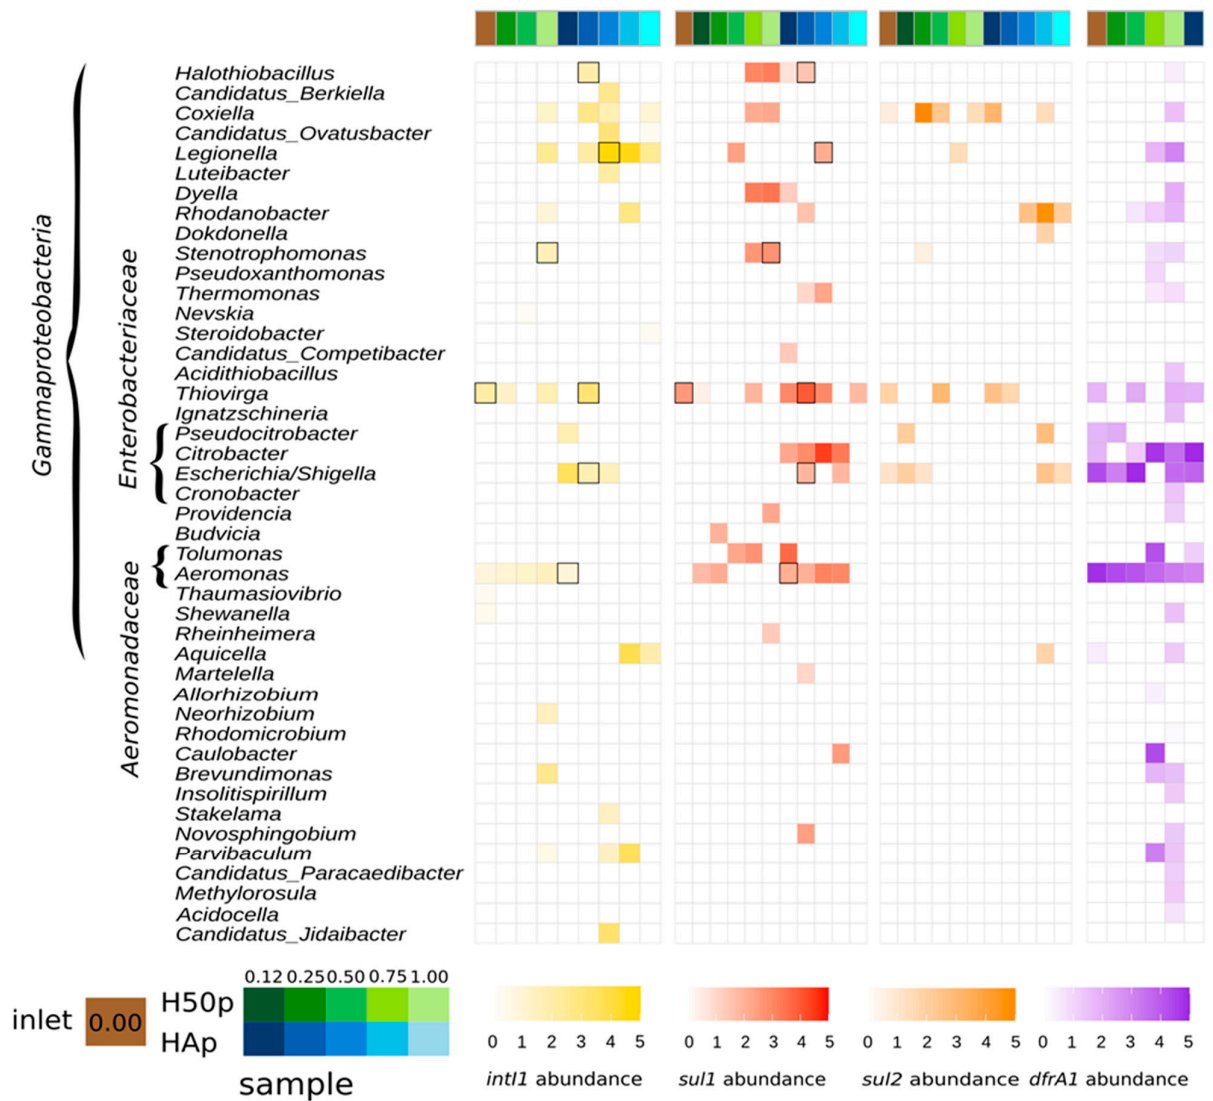 Gammaproteobacteria
Enterobacteriaceae
Aeromonadaceae
Halothiobacillus
Candidatus_Berkiella
Coxiella
Candidatus_Ovatusbacter
Legionella
Luteibacter
Dyella
Rhodanobacter
Dokdonella
Stenotrophomonas
Pseudoxanthomonas
Thermomonas
Nevskia
Steroidobacter
Candidatus_Competibacter
Acidithiobacillus
Thiovirga
Ignatzschineria
Pseudocitrobacter
Citrobacter
Escherichia/Shigella
Cronobacter
Providencia
Budvicia
Tolumonas
Aeromonas
Thaumasiovibrio
Shewanella
Rheinheimera
Aquicella
Martelella
Allorhizobium
Neorhizobium
Rhodomicrobium
Caulobacter
Brevundimonas
Insolitispirillum
Stakelama
Novosphingobium
Parvibaculum
Candidatus_Paracaedibacter
Methylorosula
Acidocella
Candidatus_Jidaibacter
0.12 0.25 0.50 0.75 1.00
inlet 0.00 H50p
HAp
sample
0 1 2 3 4 5 0 1 2 3 4 5 0 1 2 3 4 5 0 1 2 3 4 5
intI1 abundance sul1 abundance sul2 abundance dfrA1 abundance